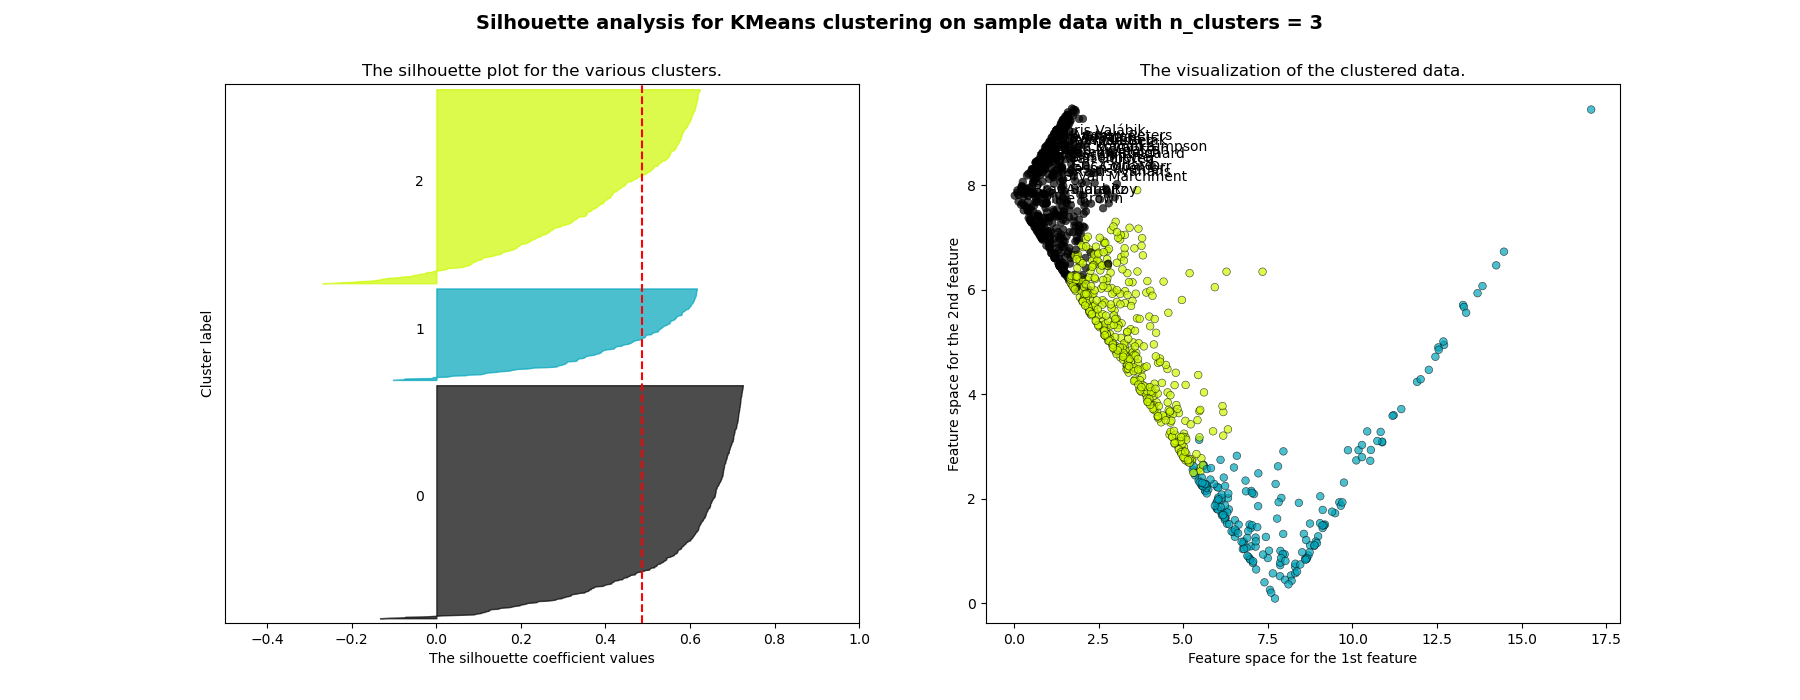 Silhouette analysis for KMeans clustering on sample data with n_clusters = 3
The silhouette plot for the various clusters.
2
1
0
Cluster label
−0.4 −0.2 0.0 0.2 0.4 0.6 0.8 1.0
The silhouette coefficient values
The visualization of the clustered data.
Valábik
Marchment
Brown
8
6
4
2
0
Feature space for the 2nd feature
0.0 2.5 5.0 7.5 10.0 12.5 15.0 17.5
Feature space for the 1st feature